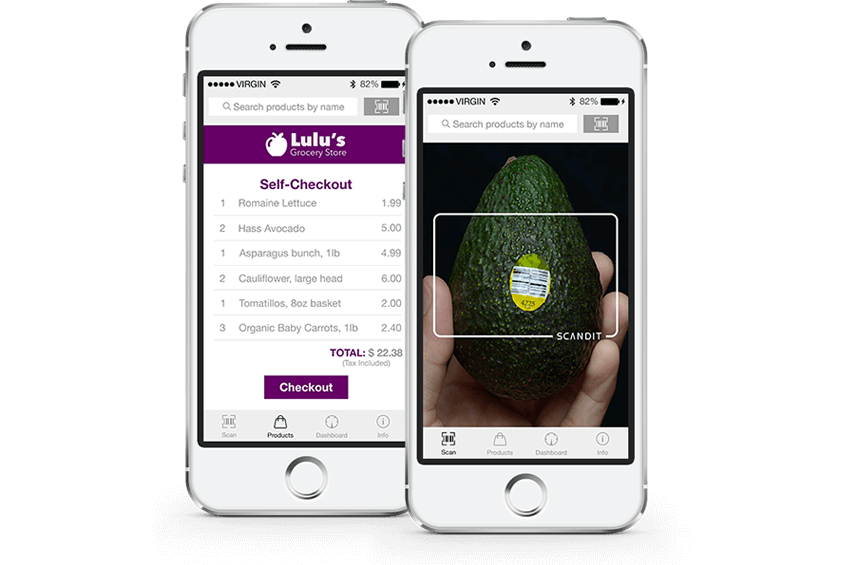 ●●●●● VIRGIN 82%
Search products by name
Lulu's
Grocery Store
Self-Checkout
1 Romaine Lettuce 1.99
2 Hass Avocado 5.00
1 Asparagus bunch, 1lb 4.99
2 Cauliflower, large head 6.00
1 Tomatillos, 8oz basket 2.00
3 Organic Baby Carrots, 1lb 2.40
TOTAL: $ 22.38
(Tax Included)
Checkout
Scan Products Dashboard Info
●●●●● VIRGIN 82%
Search products by name
4225
SCANDIT
Scan Products Dashboard Info